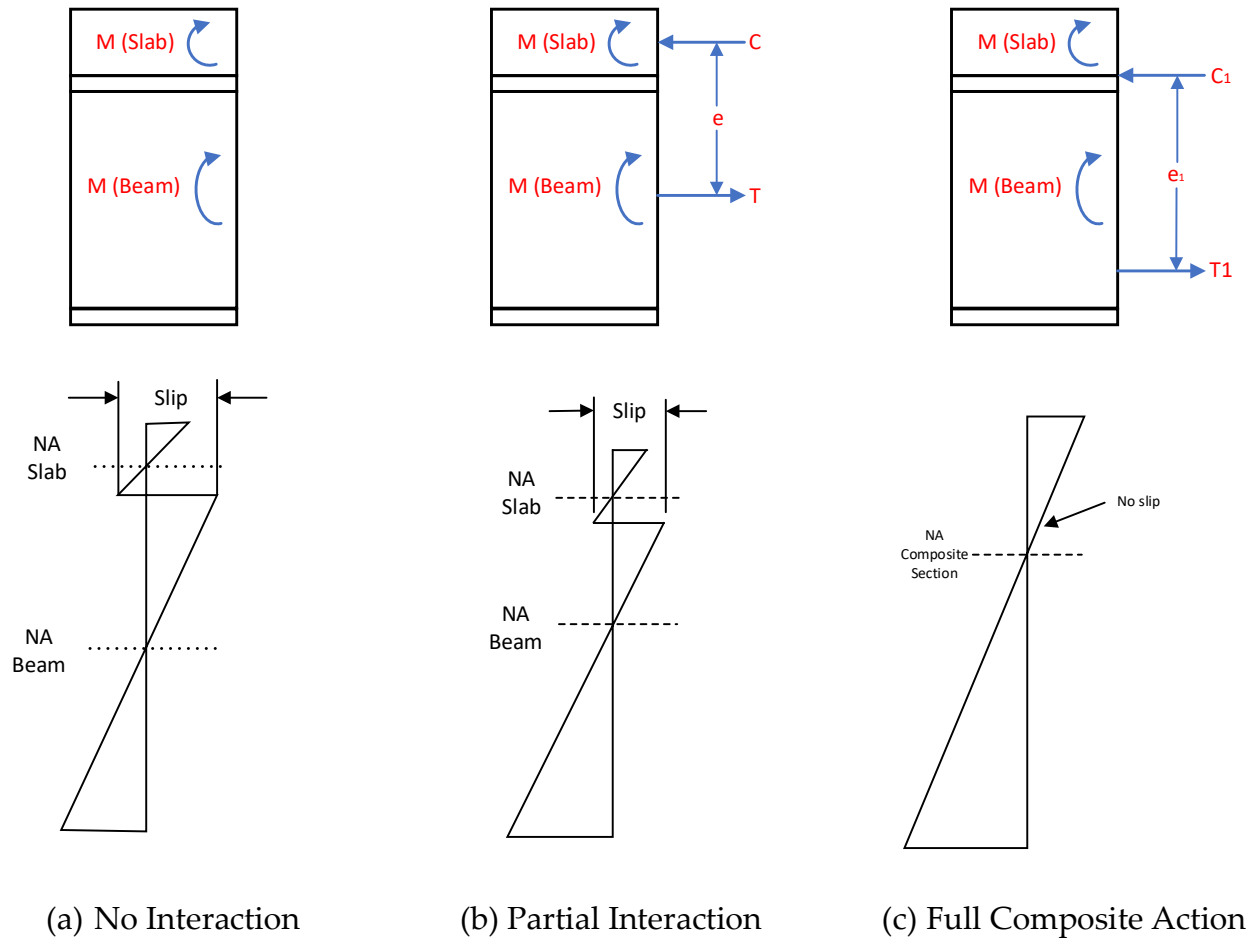 M (Slab)
M (Beam)
M (Slab)
C
e
M (Beam)
T
M (Slab)
C1
e1
M (Beam)
T1
Slip
NA
Slab
NA
Beam
Slip
NA
Slab
NA
Beam
No slip
NA
Composite
Section
(a) No Interaction
(b) Partial Interaction
(c) Full Composite Action